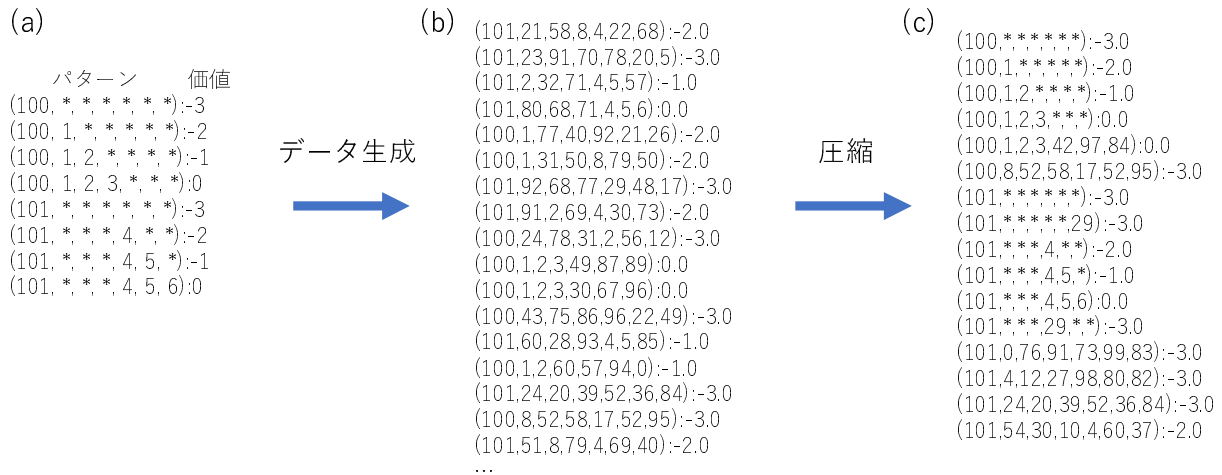 (a)
パターン 価値
(100, *, *, *, *, *, *):-3
(100, 1, *, *, *, *, *):-2
(100, 1, 2, *, *, *, *):-1
(100, 1, 2, 3, *, *, *):0
(101, *, *, *, *, *, *):-3
(101, *, *, *, 4, *, *):-2
(101, *, *, *, 4, 5, *):-1
(101, *, *, *, 4, 5, 6):0
データ生成
(b)
(101,21,58,8,4,22,68):-2.0
(101,23,91,70,78,20,5):-3.0
(101,2,32,71,4,5,57):-1.0
(101,80,68,71,4,5,6):0.0
(100,1,77,40,92,21,26):-2.0
(100,1,31,50,8,79,50):-2.0
(101,92,68,77,29,48,17):-3.0
(101,91,2,69,4,30,73):-2.0
(100,24,78,31,2,56,12):-3.0
(100,1,2,3,49,87,89):0.0
(100,1,2,3,30,67,96):0.0
(100,43,75,86,96,22,49):-3.0
(101,60,28,93,4,5,85):-1.0
(100,1,2,60,57,94,0):-1.0
(101,24,20,39,52,36,84):-3.0
(100,8,52,58,17,52,95):-3.0
(101,51,8,79,4,69,40):-2.0
...
圧縮
(c)
(100,*,*,*,*,*,*):-3.0
(100,1,*,*,*,*,*):-2.0
(100,1,2,*,*,*,*):-1.0
(100,1,2,3,*,*,*):0.0
(100,1,2,3,42,97,84):0.0
(100,8,52,58,17,52,95):-3.0
(101,*,*,*,*,*,*):-3.0
(101,*,*,*,*,*,29):-3.0
(101,*,*,*,4,*,*):-2.0
(101,*,*,*,4,5,*):-1.0
(101,*,*,*,4,5,6):0.0
(101,*,*,*,29,*,*):-3.0
(101,0,76,91,73,99,83):-3.0
(101,4,12,27,98,80,82):-3.0
(101,24,20,39,52,36,84):-3.0
(101,54,30,10,4,60,37):-2.0